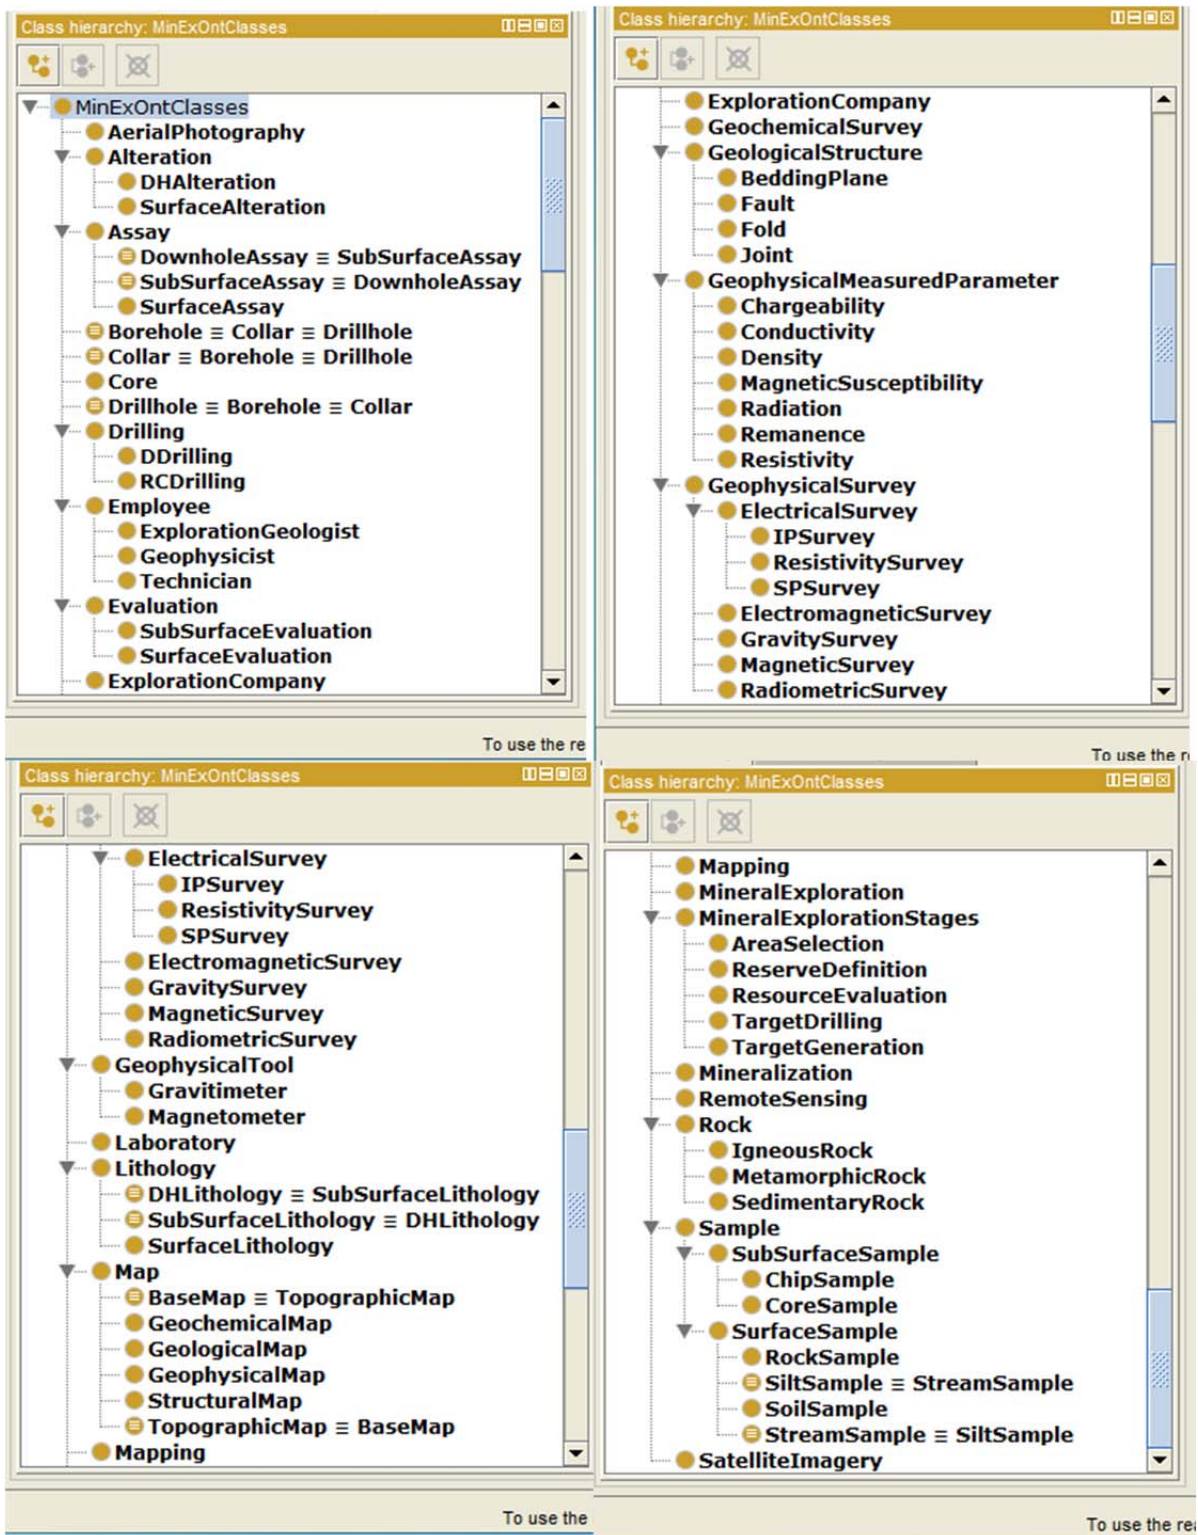 Class hierarchy: MinExOntClasses
MinExOntClasses
AerialPhotography
Alteration
DHAlteration
SurfaceAlteration
Assay
DownholeAssay ≡ SubSurfaceAssay
SubSurfaceAssay ≡ DownholeAssay
SurfaceAssay
Borehole ≡ Collar ≡ Drillhole
Collar ≡ Borehole ≡ Drillhole
Core
Drillhole ≡ Borehole ≡ Collar
Drilling
DDrilling
RCDrilling
Employee
ExplorationGeologist
Geophysicist
Technician
Evaluation
SubSurfaceEvaluation
SurfaceEvaluation
ExplorationCompany
To use the re
Class hierarchy: MinExOntClasses
ExplorationCompany
GeochemicalSurvey
GeologicalStructure
BeddingPlane
Fault
Fold
Joint
GeophysicalMeasuredParameter
Chargeability
Conductivity
Density
MagneticSusceptibility
Radiation
Remanence
Resistivity
GeophysicalSurvey
ElectricalSurvey
IPSurvey
ResistivitySurvey
SPSurvey
ElectromagneticSurvey
GravitySurvey
MagneticSurvey
RadiometricSurvey
To use the r
Class hierarchy: MinExOntClasses
ElectricalSurvey
IPSurvey
ResistivitySurvey
SPSurvey
ElectromagneticSurvey
GravitySurvey
MagneticSurvey
RadiometricSurvey
GeophysicalTool
Gravitimeter
Magnetometer
Laboratory
Lithology
DHLithology ≡ SubSurfaceLithology
SubSurfaceLithology ≡ DHLithology
SurfaceLithology
Map
BaseMap ≡ TopographicMap
GeochemicalMap
GeologicalMap
GeophysicalMap
StructuralMap
TopographicMap ≡ BaseMap
Mapping
To use the
Class hierarchy: MinExOntClasses
Mapping
MineralExploration
MineralExplorationStages
AreaSelection
ReserveDefinition
ResourceEvaluation
TargetDrilling
TargetGeneration
Mineralization
RemoteSensing
Rock
IgneousRock
MetamorphicRock
SedimentaryRock
Sample
SubSurfaceSample
ChipSample
CoreSample
SurfaceSample
RockSample
SiltSample ≡ StreamSample
SoilSample
StreamSample ≡ SiltSample
SatelliteImagery
To use the rea